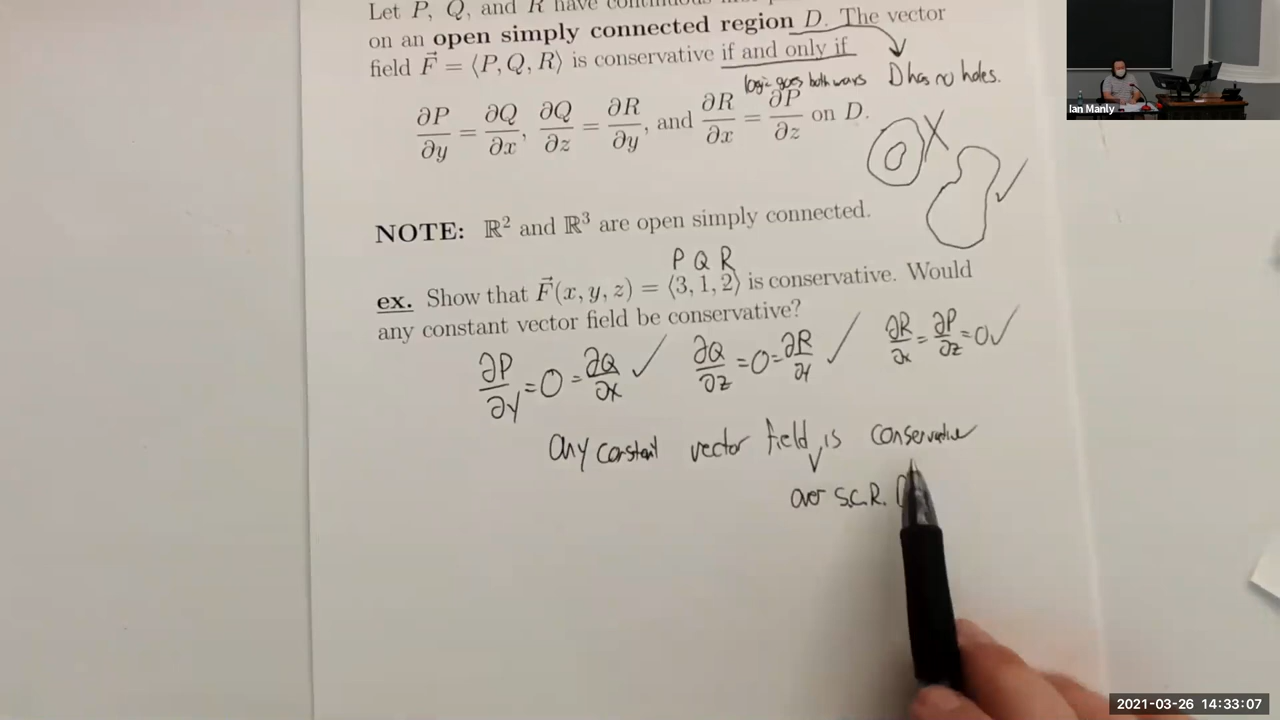 Let P, Q, and R have continuous
on an open simply connected region D. The vector
field F⃗ = ⟨P, Q, R⟩ is conservative if and only if
logic goes both ways
D has no holes.
∂P/∂y = ∂Q/∂x, ∂Q/∂z = ∂R/∂y, and ∂R/∂x = ∂P/∂z on D.
NOTE: ℝ² and ℝ³ are open simply connected.
P Q R
ex. Show that F⃗(x, y, z) = ⟨3, 1, 2⟩ is conservative. Would
any constant vector field be conservative?
∂P/∂y = 0 = ∂Q/∂x ✓ ∂Q/∂z = 0 = ∂R/∂y ✓ ∂R/∂x = ∂P/∂z = 0 ✓
any constant vector field is conservative
over S.C.R.
Ian Manly
2021-03-26 14:33:07